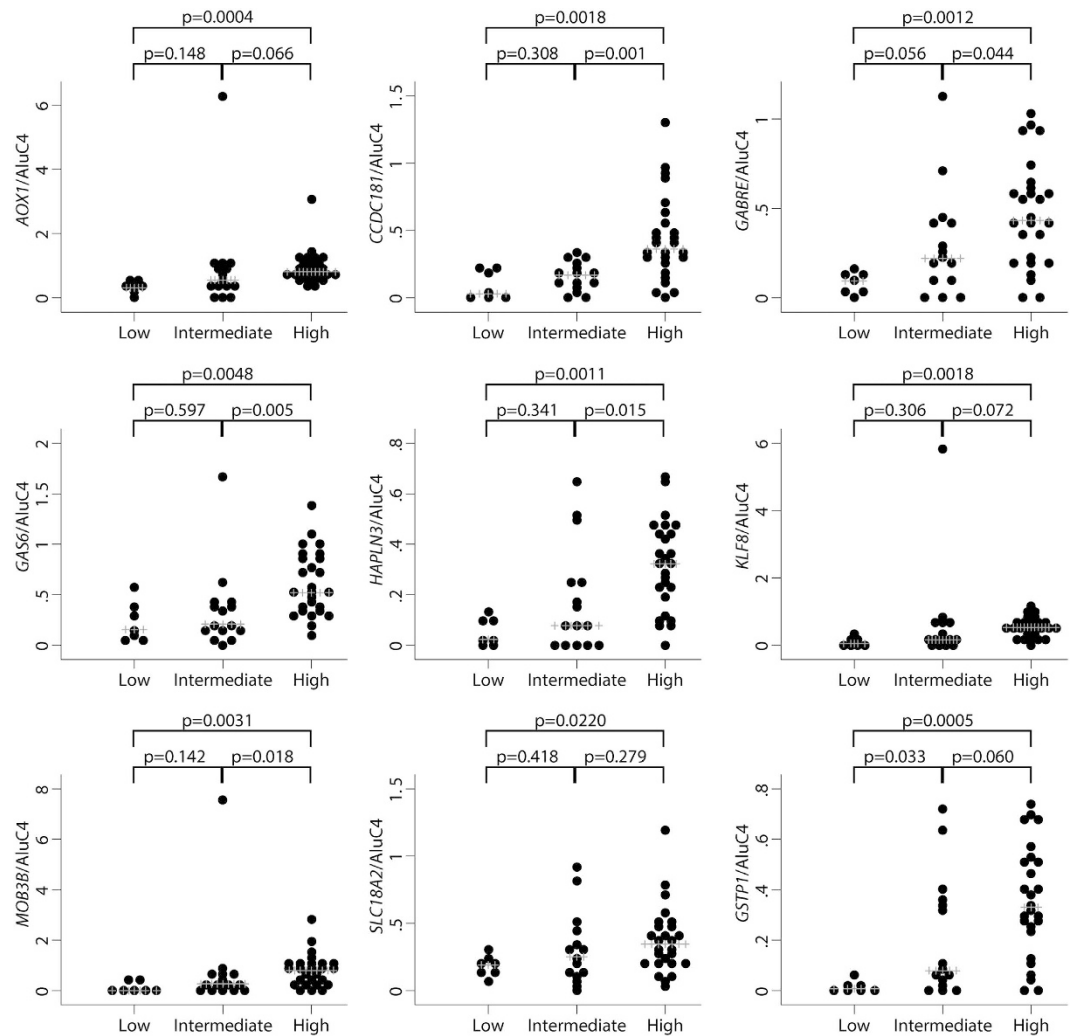 p=0.0004
p=0.148 p=0.066
AOX1/AluC4
6
4
2
0
Low Intermediate High
p=0.0018
p=0.308 p=0.001
CCDC181/AluC4
1.5
1
.5
0
Low Intermediate High
p=0.0012
p=0.056 p=0.044
GABRE/AluC4
1
.5
0
Low Intermediate High
p=0.0048
p=0.597 p=0.005
GAS6/AluC4
2
1.5
1
.5
0
Low Intermediate High
p=0.0011
p=0.341 p=0.015
HAPLN3/AluC4
.8
.6
.4
.2
0
Low Intermediate High
p=0.0018
p=0.306 p=0.072
KLF8/AluC4
6
4
2
0
Low Intermediate High
p=0.0031
p=0.142 p=0.018
MOB3B/AluC4
8
6
4
2
0
Low Intermediate High
p=0.0220
p=0.418 p=0.279
SLC18A2/AluC4
1.5
1
.5
0
Low Intermediate High
p=0.0005
p=0.033 p=0.060
GSTP1/AluC4
.8
.6
.4
.2
0
Low Intermediate High